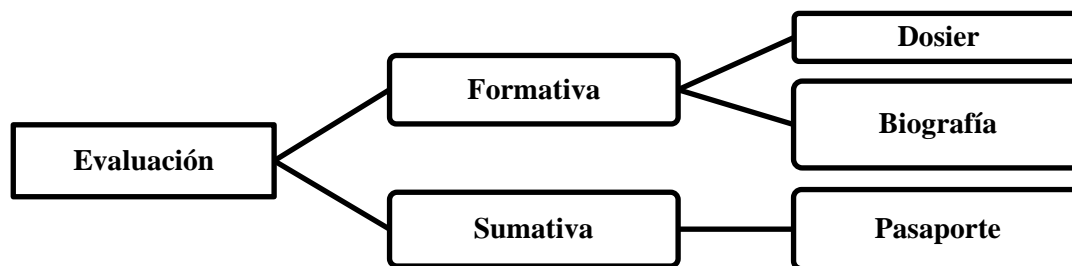 Evaluación
Formativa
Dosier
Biografía
Sumativa
Pasaporte